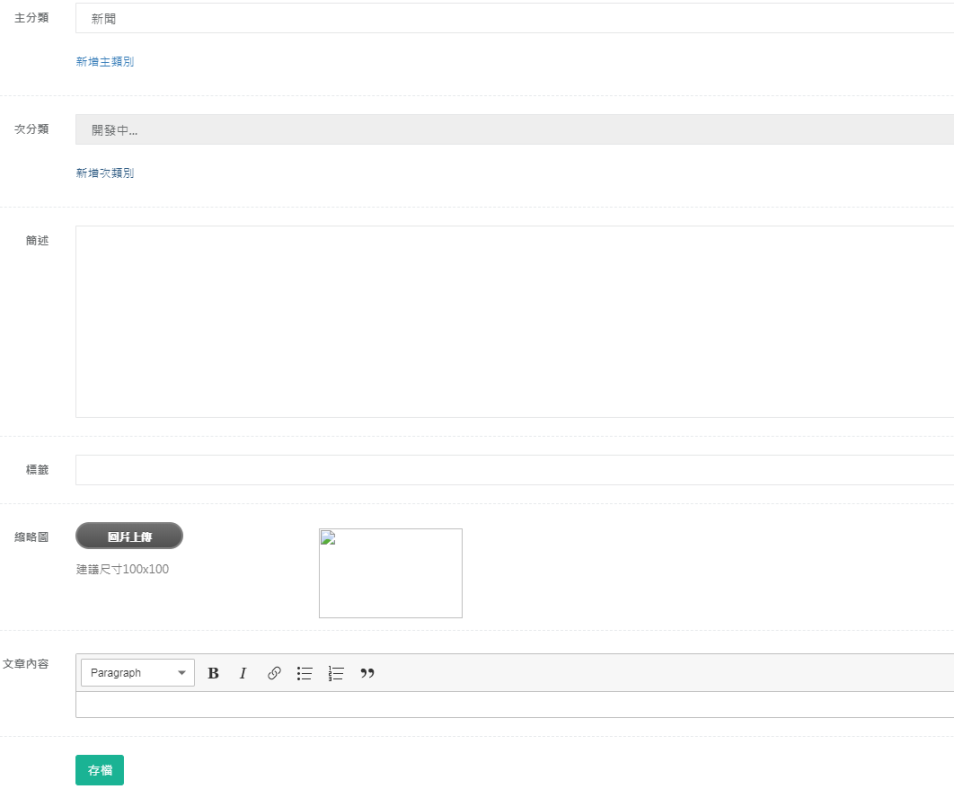 主分類
新聞
新增主類別
次分類
開發中...
新增次類別
簡述
標籤
縮略圖
圖片上傳
建議尺寸100x100
文章內容
Paragraph
B I
存檔